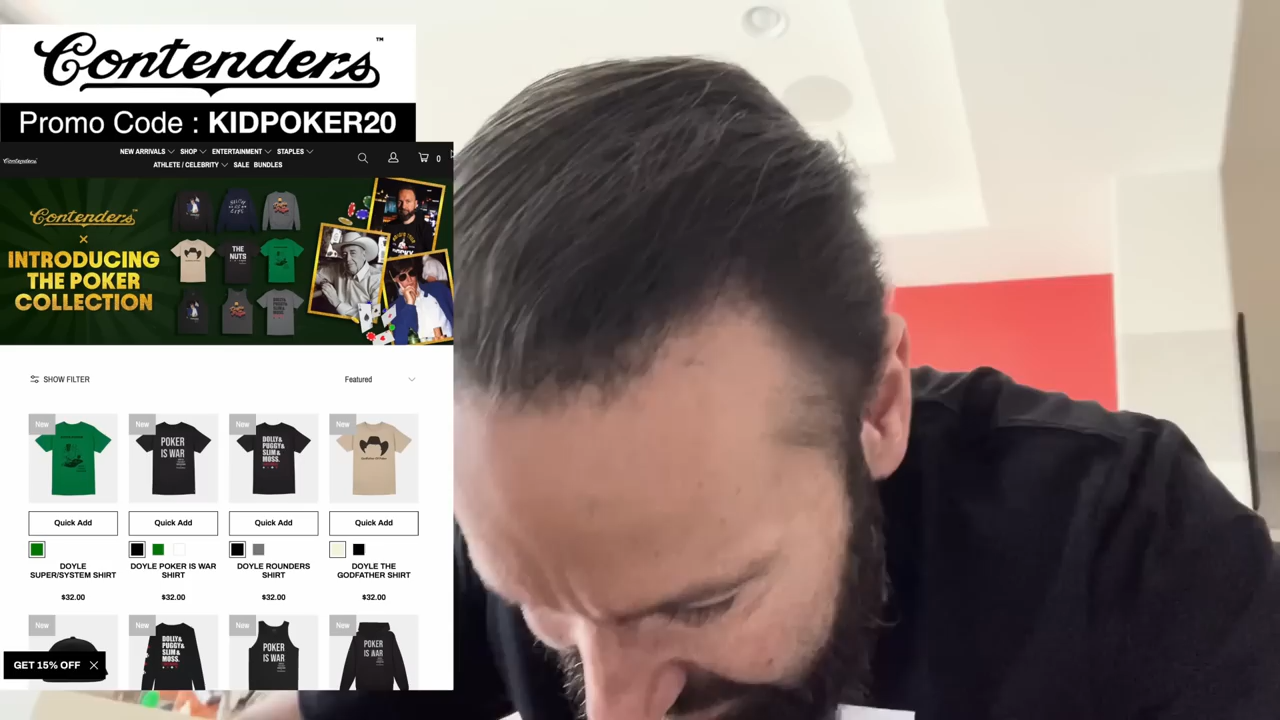 Contenders™
Promo Code : KIDPOKER20
Contenders
NEW ARRIVALS SHOP ENTERTAINMENT STAPLES
ATHLETE / CELEBRITY SALE BUNDLES
0
Contenders™
×
INTRODUCING
THE POKER
COLLECTION
THE
NUTS
SHOW FILTER
Featured
New
New
New
New
POKER
IS WAR
DOLLY&
PUGGY&
SLIM &
MOSS.
Quick Add
Quick Add
Quick Add
Quick Add
DOYLE
SUPER/SYSTEM SHIRT
DOYLE POKER IS WAR
SHIRT
DOYLE ROUNDERS
SHIRT
DOYLE THE
GODFATHER SHIRT
$32.00
$32.00
$32.00
$32.00
New
New
New
New
DOLLY&
PUGGY&
SLIM &
MOSS.
POKER
IS WAR
POKER
IS WAR
GET 15% OFF